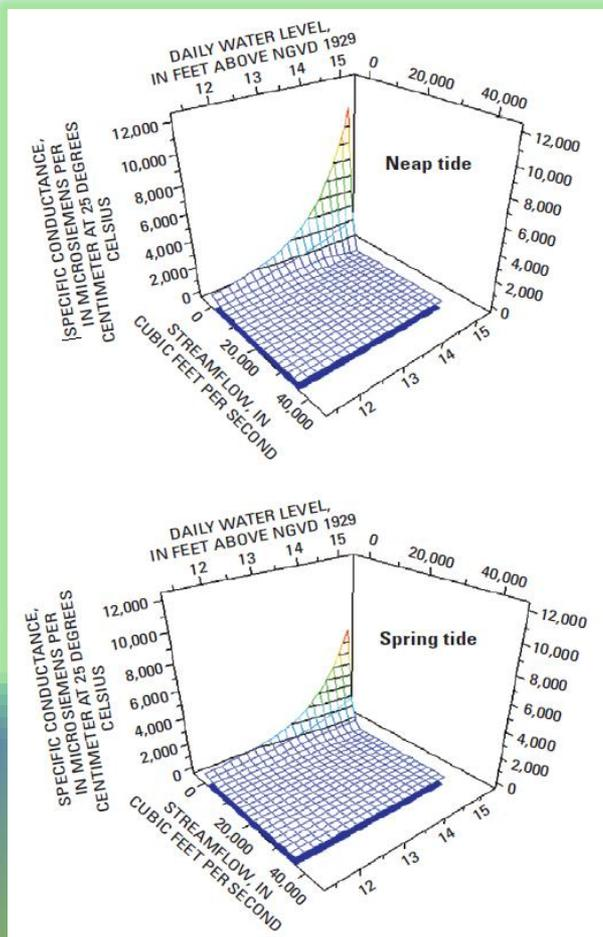 DAILY WATER LEVEL,
IN FEET ABOVE NGVD 1929
12 13 14 15
0 20,000 40,000
SPECIFIC CONDUCTANCE,
IN MICROSIEMENS PER
CENTIMETER AT 25 DEGREES
CELSIUS
12,000
10,000
8,000
6,000
4,000
2,000
0
Neap tide
12,000
10,000
8,000
6,000
4,000
2,000
0
0 20,000 40,000
STREAMFLOW, IN
CUBIC FEET PER SECOND
12 13 14 15
DAILY WATER LEVEL,
IN FEET ABOVE NGVD 1929
12 13 14 15
0 20,000 40,000
SPECIFIC CONDUCTANCE,
IN MICROSIEMENS PER
CENTIMETER AT 25 DEGREES
CELSIUS
12,000
10,000
8,000
6,000
4,000
2,000
0
Spring tide
12,000
10,000
8,000
6,000
4,000
2,000
0
0 20,000 40,000
STREAMFLOW, IN
CUBIC FEET PER SECOND
12 13 14 15